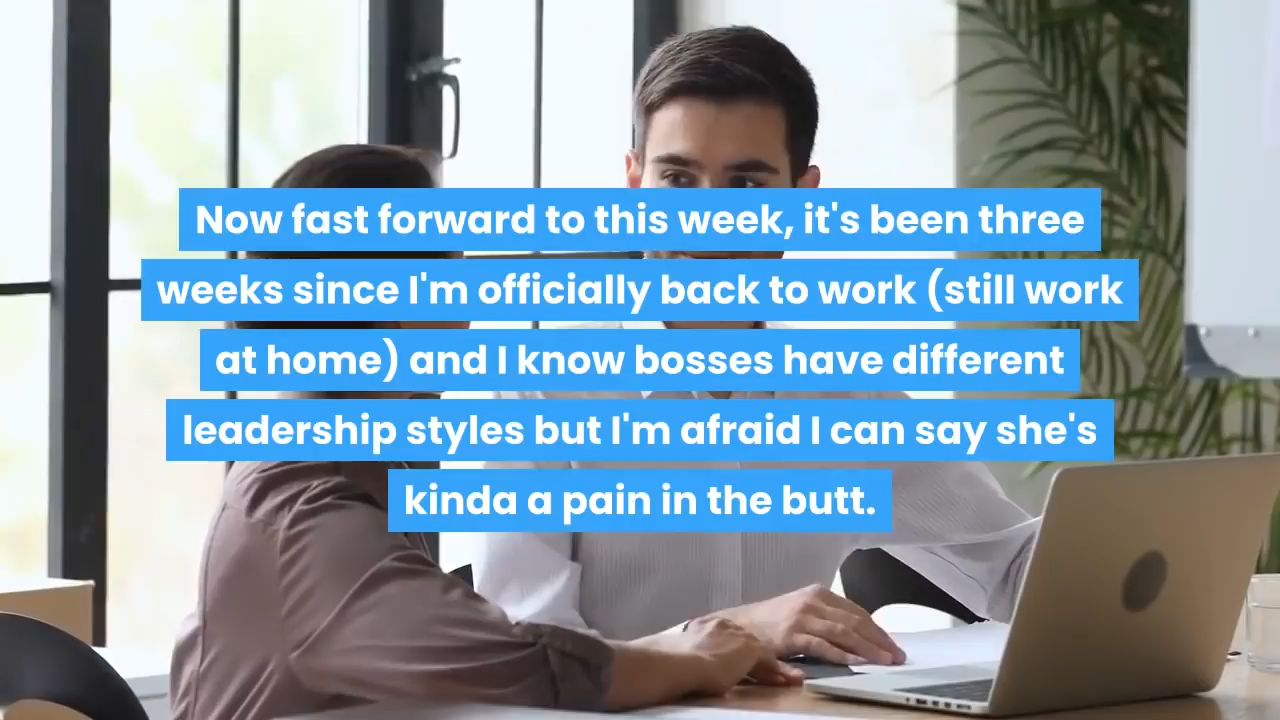 Now fast forward to this week, it's been three
weeks since I'm officially back to work (still work
at home) and I know bosses have different
leadership styles but I'm afraid I can say she's
kinda a pain in the butt.